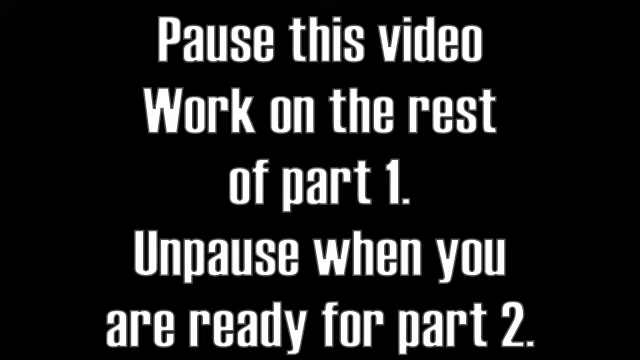 Pause this video
Work on the rest
of part 1.
Unpause when you
are ready for part 2.